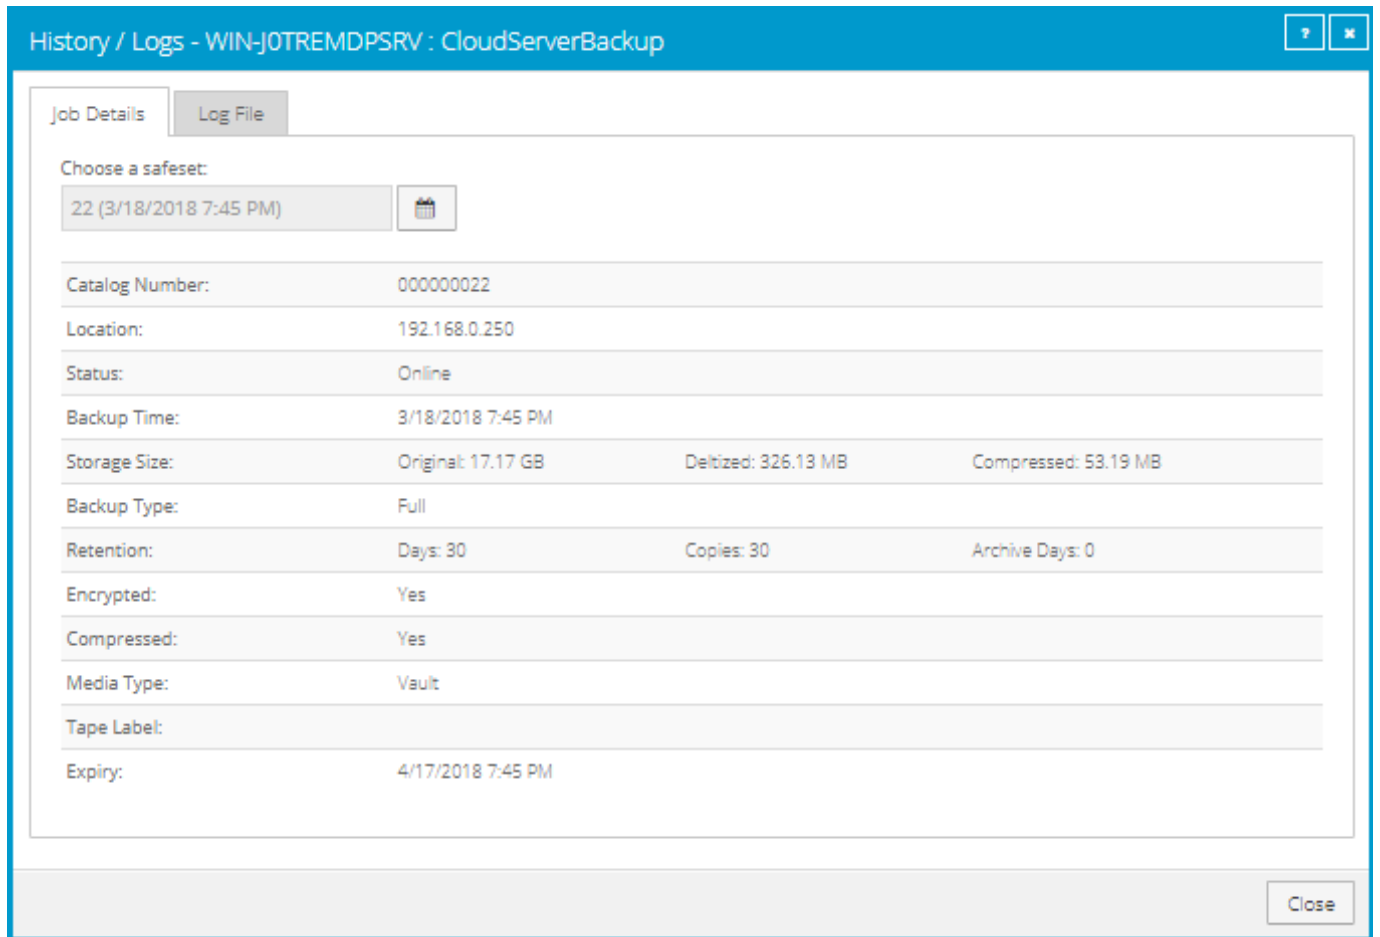 History / Logs - WIN-J0TREMDPSRV : CloudServerBackup ? ×
Job Details Log File
Choose a safeset:
22 (3/18/2018 7:45 PM)
Catalog Number: 000000022
Location: 192.168.0.250
Status: Online
Backup Time: 3/18/2018 7:45 PM
Storage Size: Original: 17.17 GB Deltized: 326.13 MB Compressed: 53.19 MB
Backup Type: Full
Retention: Days: 30 Copies: 30 Archive Days: 0
Encrypted: Yes
Compressed: Yes
Media Type: Vault
Tape Label:
Expiry: 4/17/2018 7:45 PM
Close